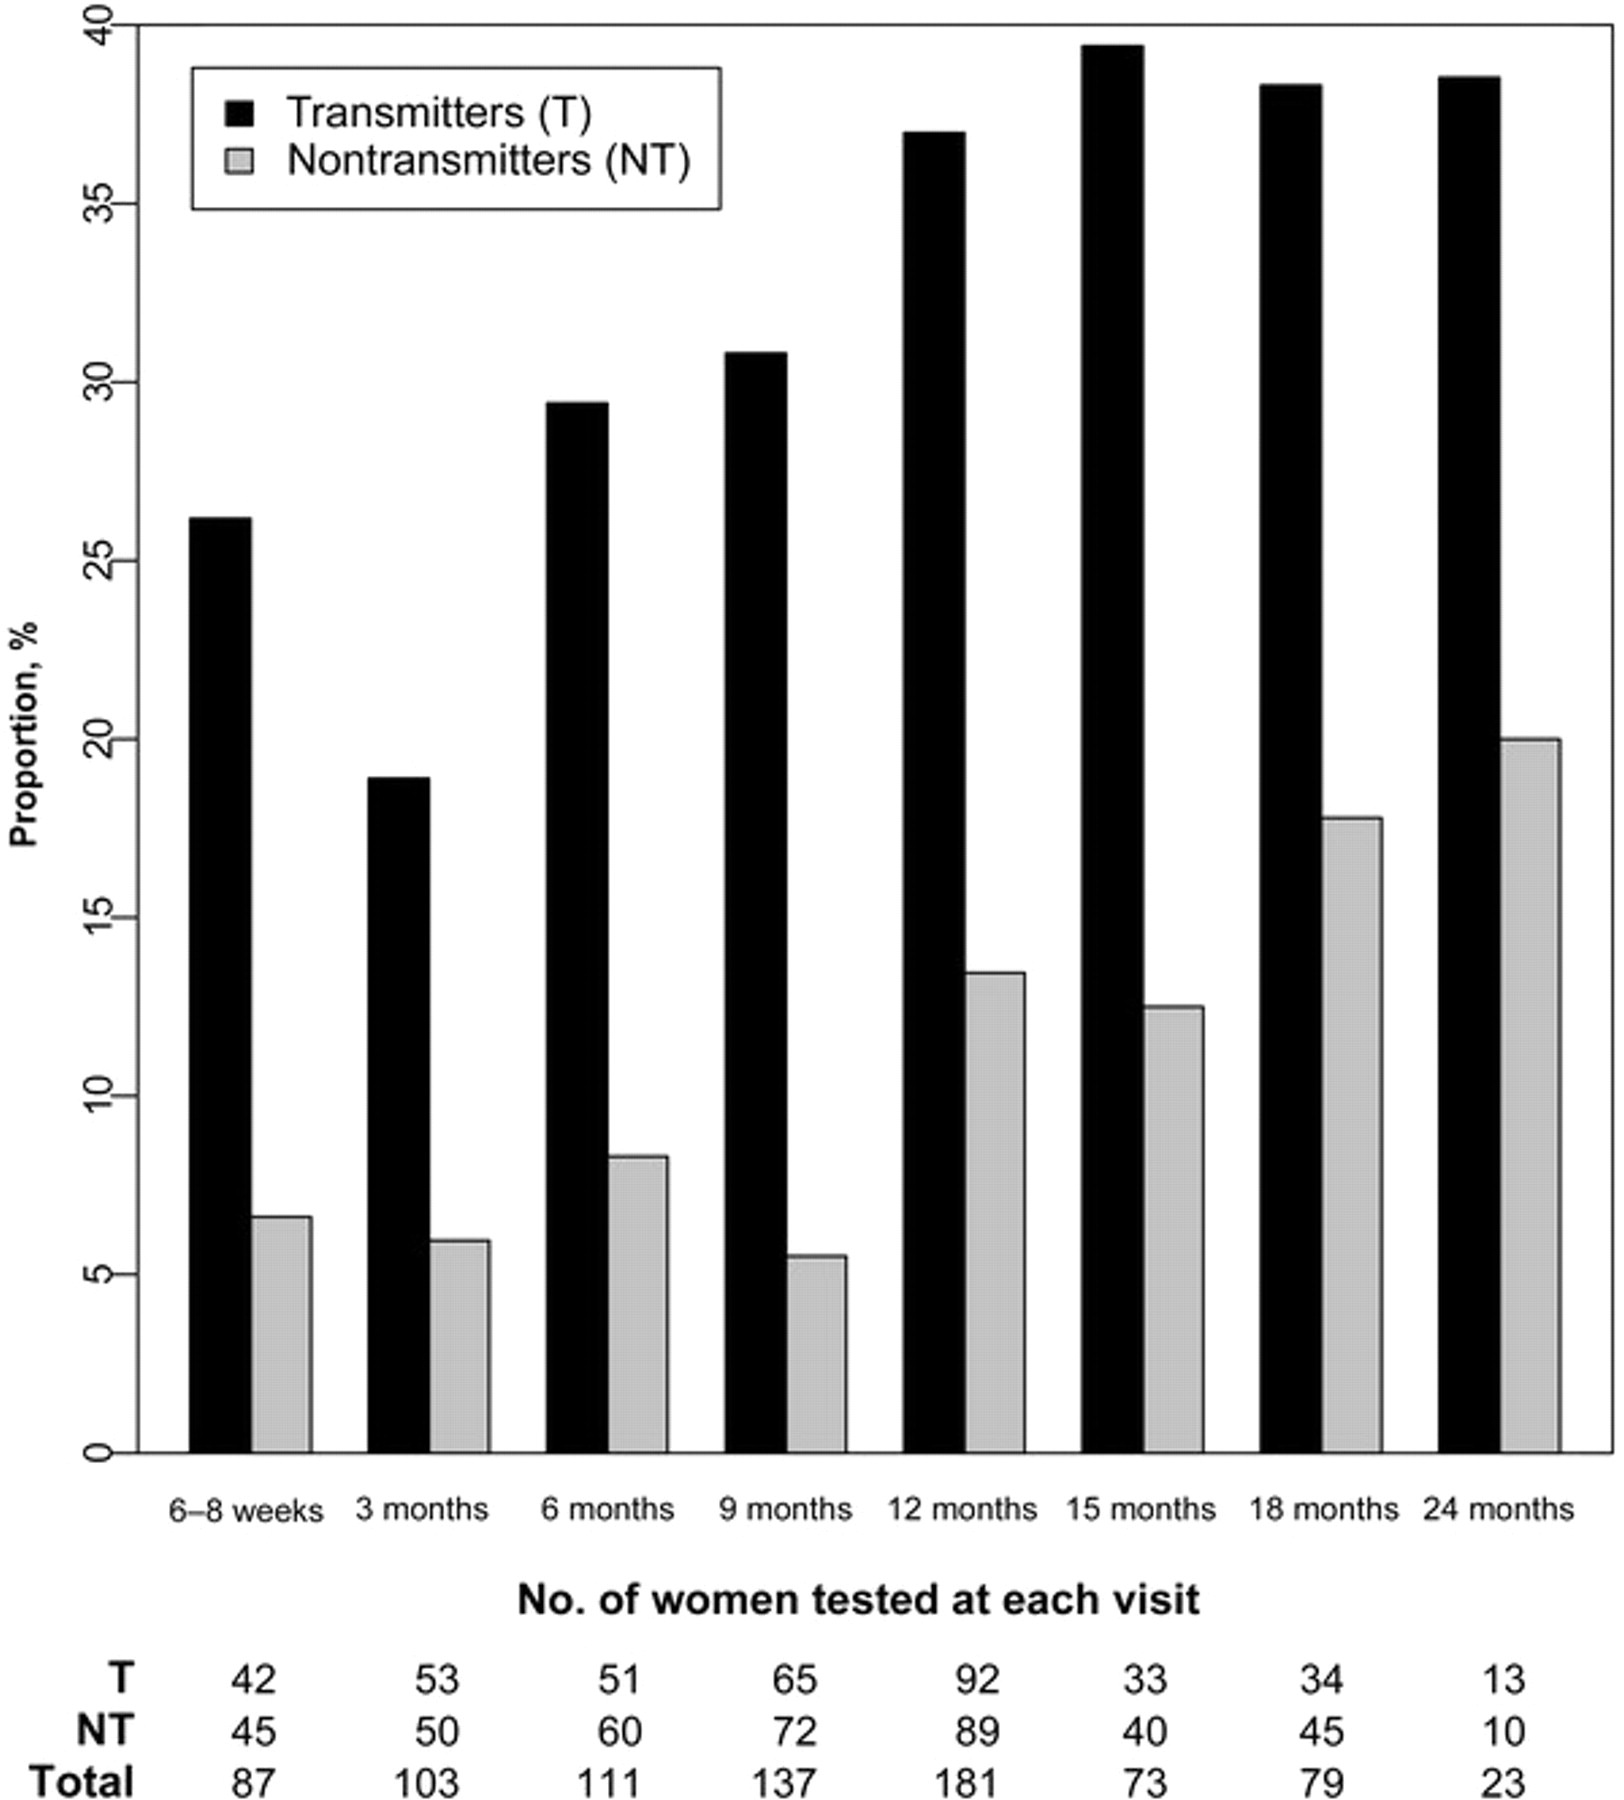 40
35
30
25
20
15
10
5
0
Proportion, %
Transmitters (T)
Nontransmitters (NT)
6–8 weeks 3 months 6 months 9 months 12 months 15 months 18 months 24 months
No. of women tested at each visit
T 42 53 51 65 92 33 34 13
NT 45 50 60 72 89 40 45 10
Total 87 103 111 137 181 73 79 23